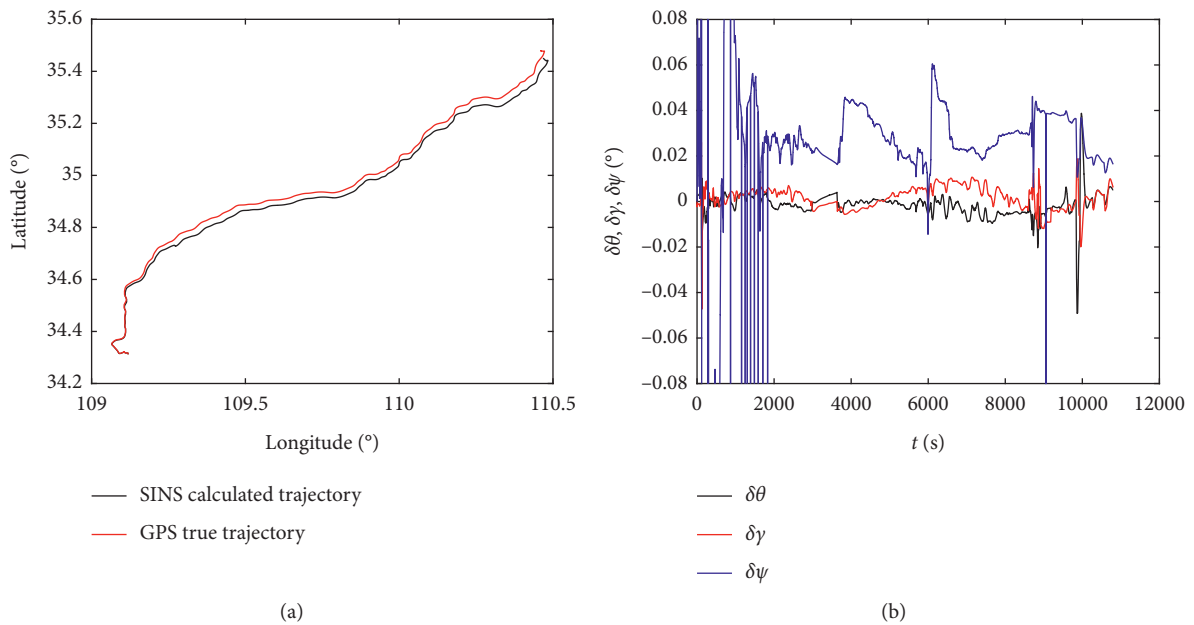 35.6
35.4
35.2
35
34.8
34.6
34.4
34.2
Latitude (°)
109
109.5
110
110.5
Longitude (°)
SINS calculated trajectory
GPS true trajectory
(a)
0.08
0.06
0.04
0.02
0
−0.02
−0.04
−0.06
−0.08
δθ, δγ, δψ (°)
0
2000
4000
6000
8000
10000
12000
t (s)
δθ
δγ
δψ
(b)